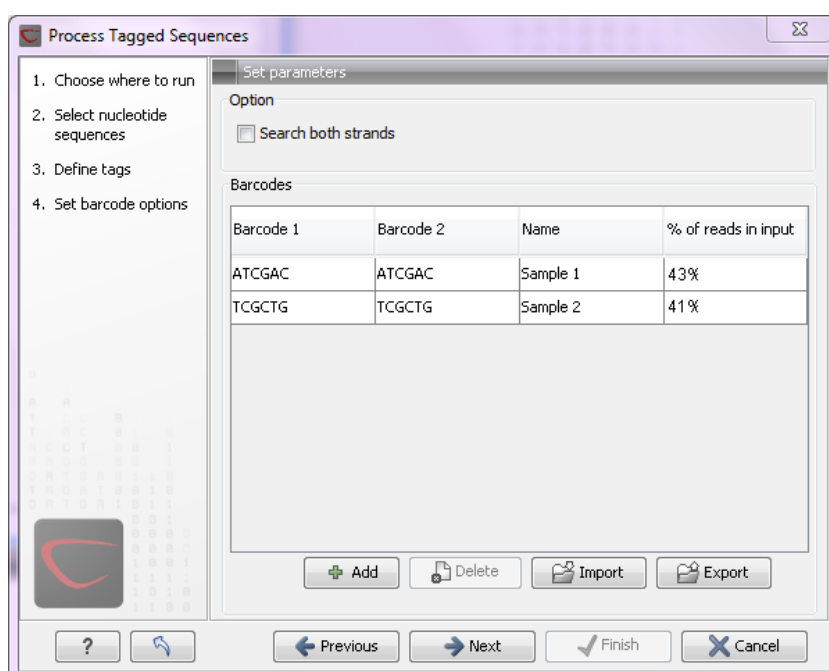 Process Tagged Sequences
1. Choose where to run
2. Select nucleotide
sequences
3. Define tags
4. Set barcode options
Set parameters
Option
Search both strands
Barcodes
Barcode 1 Barcode 2 Name % of reads in input
ATCGAC ATCGAC Sample 1 43%
TCGCTG TCGCTG Sample 2 41%
Add Delete Import Export
? Previous Next Finish Cancel